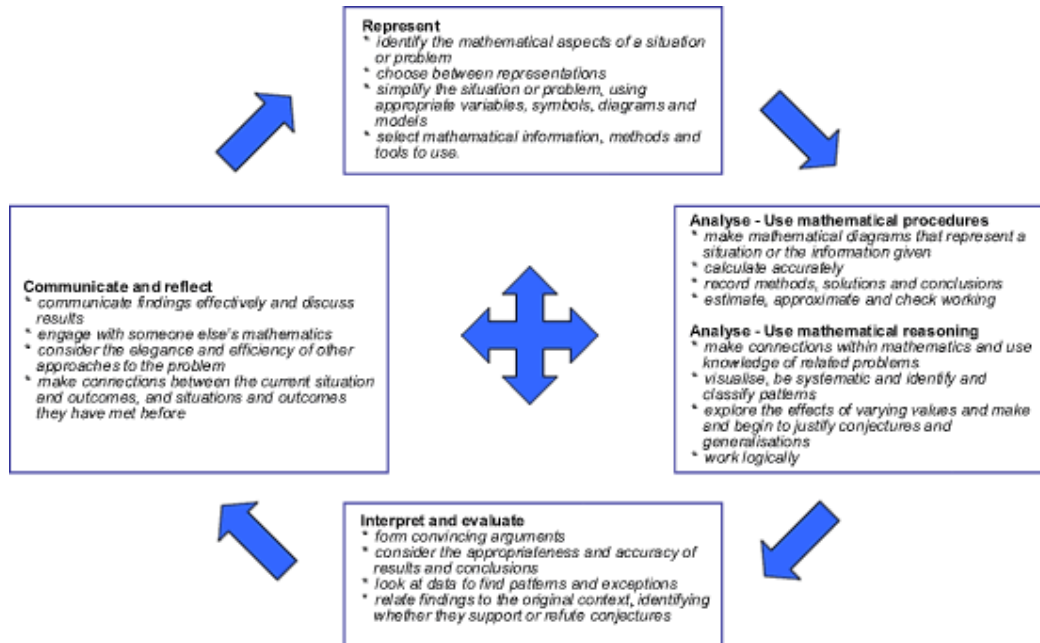 Represent
* identify the mathematical aspects of a situation
or problem
* choose between representations
* simplify the situation or problem, using
appropriate variables, symbols, diagrams and
models
* select mathematical information, methods and
tools to use.
Analyse - Use mathematical procedures
* make mathematical diagrams that represent a
situation or the information given
* calculate accurately
* record methods, solutions and conclusions
* estimate, approximate and check working
Analyse - Use mathematical reasoning
* make connections within mathematics and use
knowledge of related problems
* visualise, be systematic and identify and
classify patterns
* explore the effects of varying values and make
and begin to justify conjectures and
generalisations
* work logically
Interpret and evaluate
* form convincing arguments
* consider the appropriateness and accuracy of
results and conclusions
* look at data to find patterns and exceptions
* relate findings to the original context, identifying
whether they support or refute conjectures
Communicate and reflect
* communicate findings effectively and discuss
results
* engage with someone else's mathematics
* consider the elegance and efficiency of other
approaches to the problem
* make connections between the current situation
and outcomes, and situations and outcomes
they have met before